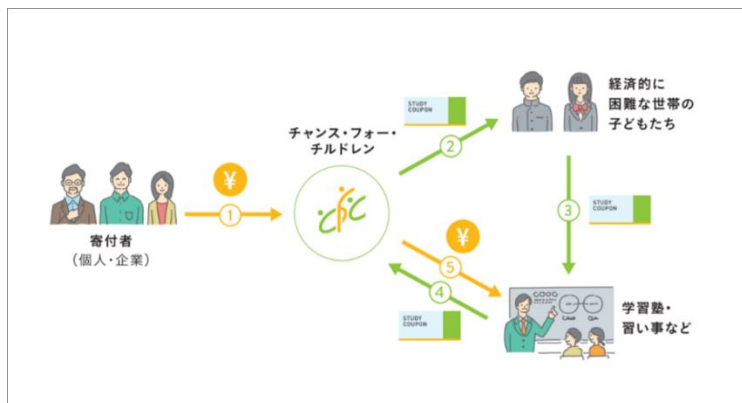 寄付者
(個人・企業)
¥
1
チャンス・フォー・
チルドレン
cfc
STUDY
COUPON
2
経済的に
困難な世帯の
子どもたち
3
STUDY
COUPON
¥
5
4
STUDY
COUPON
学習塾・
習い事など